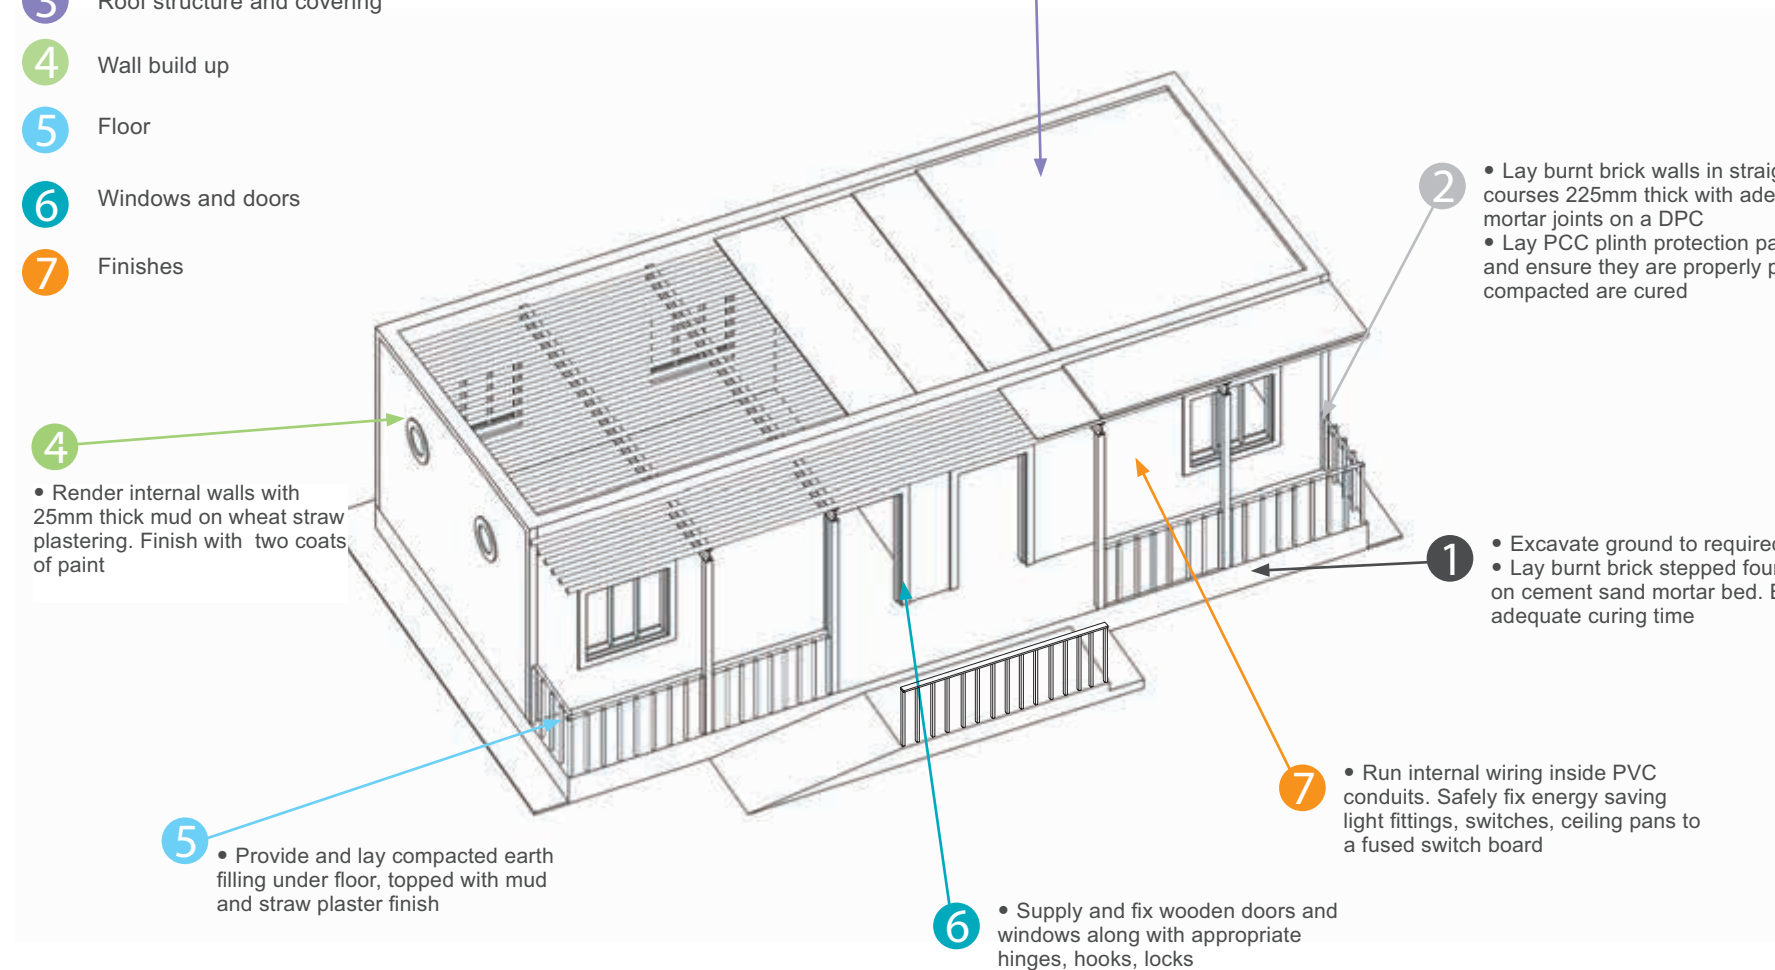 3 Roof structure and covering
4 Wall build up
5 Floor
6 Windows and doors
7 Finishes
2
• Lay burnt brick walls in
courses 225mm thick with
mortar joints on a DPC
• Lay PCC plinth protection
and ensure they are properly
compacted are cured
4
• Render internal walls with
25mm thick mud on wheat straw
plastering. Finish with two coats
of paint
1
• Excavate ground to
• Lay burnt brick stepped
on cement sand mortar bed.
adequate curing time
7
• Run internal wiring inside PVC
conduits. Safely fix energy saving
light fittings, switches, ceiling pans to
a fused switch board
5
• Provide and lay compacted earth
filling under floor, topped with mud
and straw plaster finish
6
• Supply and fix wooden doors and
windows along with appropriate
hinges, hooks, locks